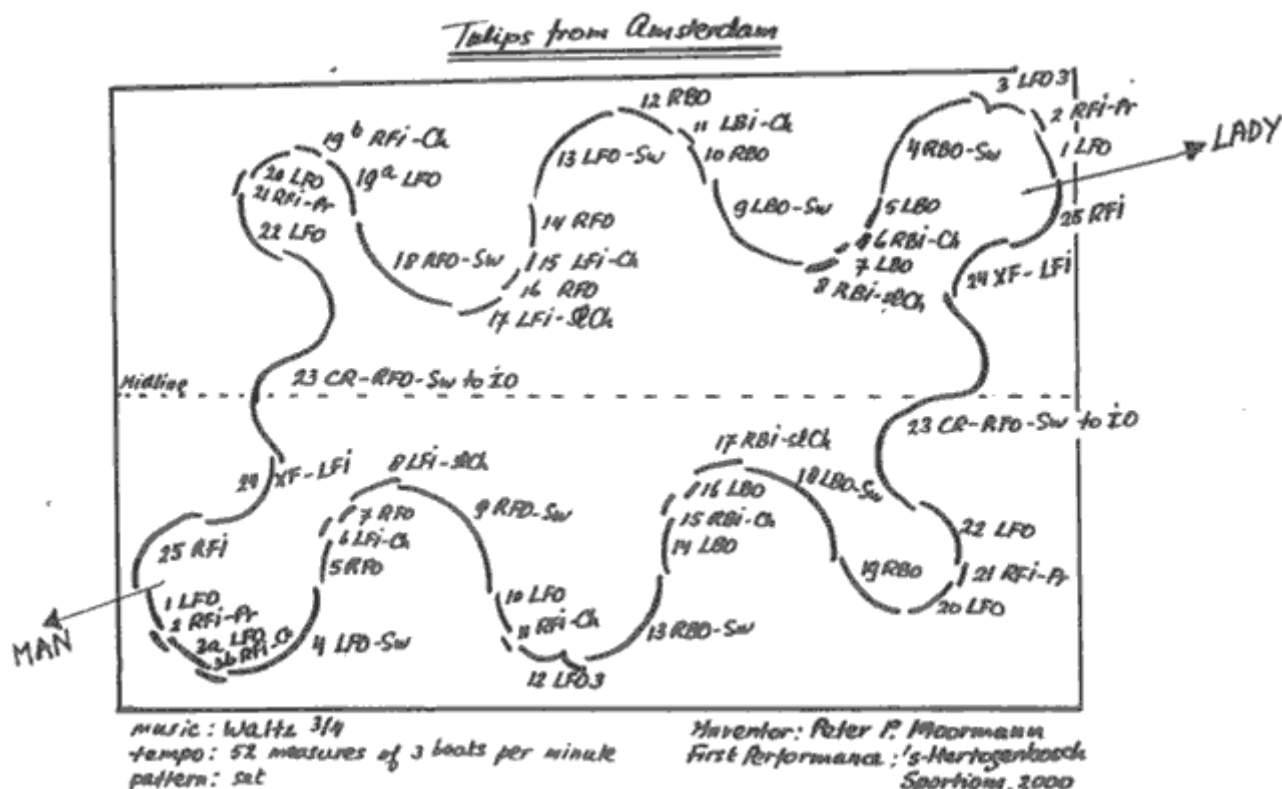 Tulips from Amsterdam
3 LFO3
2 RFi-Pr
1 LFO
LADY
25 RFi
24 XF-LFi
4 RBO-Sw
5 LBO
6 RBi-Ch
7 LBO
8 RBi-slCh
9 LBO-Sw
10 RBO
11 LBi-Ch
12 RBO
13 LFO-Sw
14 RFO
15 LFi-Ch
16 RFO
17 LFi-SlCh
18 RFO-Sw
19a LFO
19b RFi-Ch
20 LFO
21 RFi-Pr
22 LFO
23 CR-RFO-Sw to IO
Midline
24 XF-LFi
25 RFi
MAN
1 LFO
2 RFi-Pr
3a LFO
3b RFi-Ch
4 LFO-Sw
5 RFO
6 LFi-Ch
7 RFO
8 LFi-slCh
9 RFO-Sw
10 LFO
11 RFi-Ch
12 LFO3
13 RBO-Sw
14 LBO
15 RBi-Ch
16 LBO
17 RBi-slCh
18 LBO-Sw
19 RBO
20 LFO
21 RFi-Pr
22 LFO
23 CR-RFO-Sw to IO
music: Waltz 3/4
tempo: 52 measures of 3 beats per minute
pattern: set
Inventor: Peter P. Moormann
First Performance: 's-Hertogenbosch
Sportiom, 2000